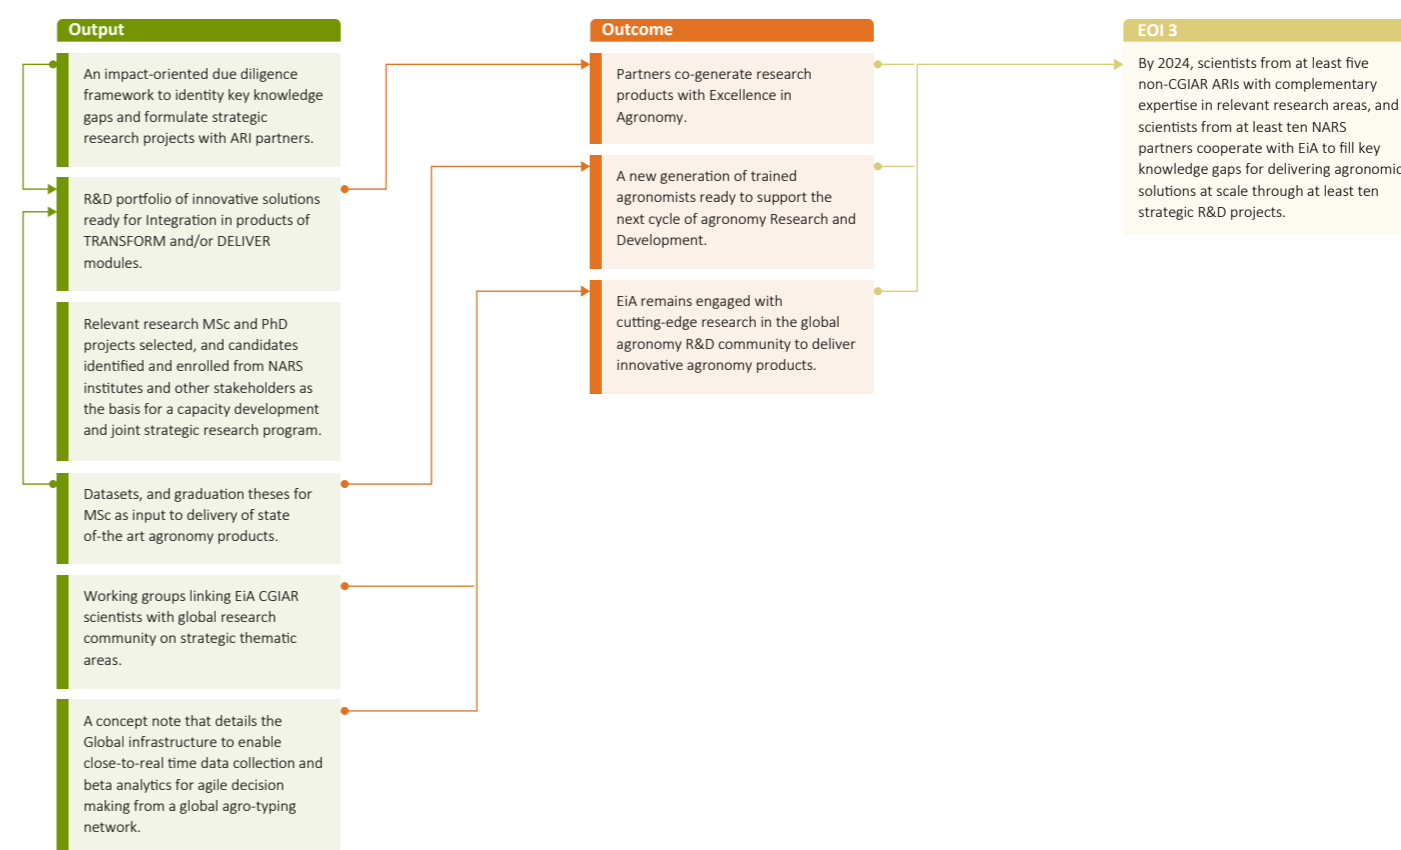 Output
An impact-oriented due diligence
framework to identity key knowledge
gaps and formulate strategic
research projects with ARI partners.
R&D portfolio of innovative solutions
ready for Integration in products of
TRANSFORM and/or DELIVER
modules.
Relevant research MSc and PhD
projects selected, and candidates
identified and enrolled from NARS
institutes and other stakeholders as
the basis for a capacity development
and joint strategic research program.
Datasets, and graduation theses for
MSc as input to delivery of state
of-the art agronomy products.
Working groups linking EiA CGIAR
scientists with global research
community on strategic thematic
areas.
A concept note that details the
Global infrastructure to enable
close-to-real time data collection and
beta analytics for agile decision
making from a global agro-typing
network.
Outcome
Partners co-generate research
products with Excellence in
Agronomy.
A new generation of trained
agronomists ready to support the
next cycle of agronomy Research and
Development.
EiA remains engaged with
cutting-edge research in the global
agronomy R&D community to deliver
innovative agronomy products.
EOI 3
By 2024, scientists from at least five
non-CGIAR ARIs with complementary
expertise in relevant research areas, and
scientists from at least ten NARS
partners cooperate with EiA to fill key
knowledge gaps for delivering agronomic
solutions at scale through at least ten
strategic R&D projects.